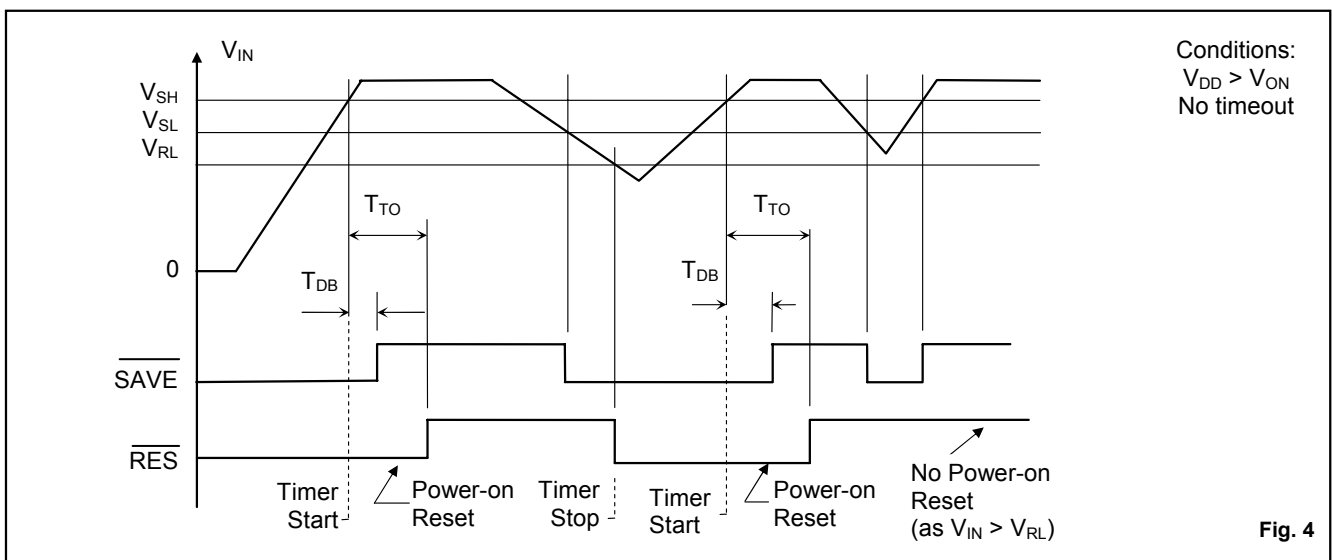 V_IN
Conditions:
V_DD > V_ON
No timeout
V_SH
V_SL
V_RL
T_TO
T_TO
0
T_DB
T_DB
SAVE
RES
Timer
Start
Power-on
Reset
Timer
Stop
Timer
Start
Power-on
Reset
No Power-on
Reset
(as V_IN > V_RL)
Fig. 4